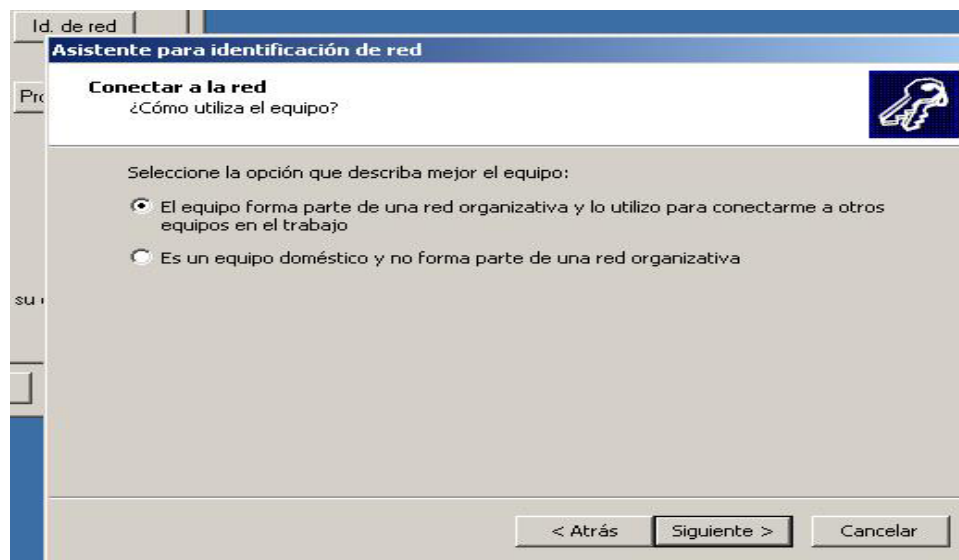 Id. de red
Asistente para identificación de red
Conectar a la red
¿Cómo utiliza el equipo?
Seleccione la opción que describa mejor el equipo:
El equipo forma parte de una red organizativa y lo utilizo para conectarme a otros
equipos en el trabajo
Es un equipo doméstico y no forma parte de una red organizativa
su
< Atrás
Siguiente >
Cancelar